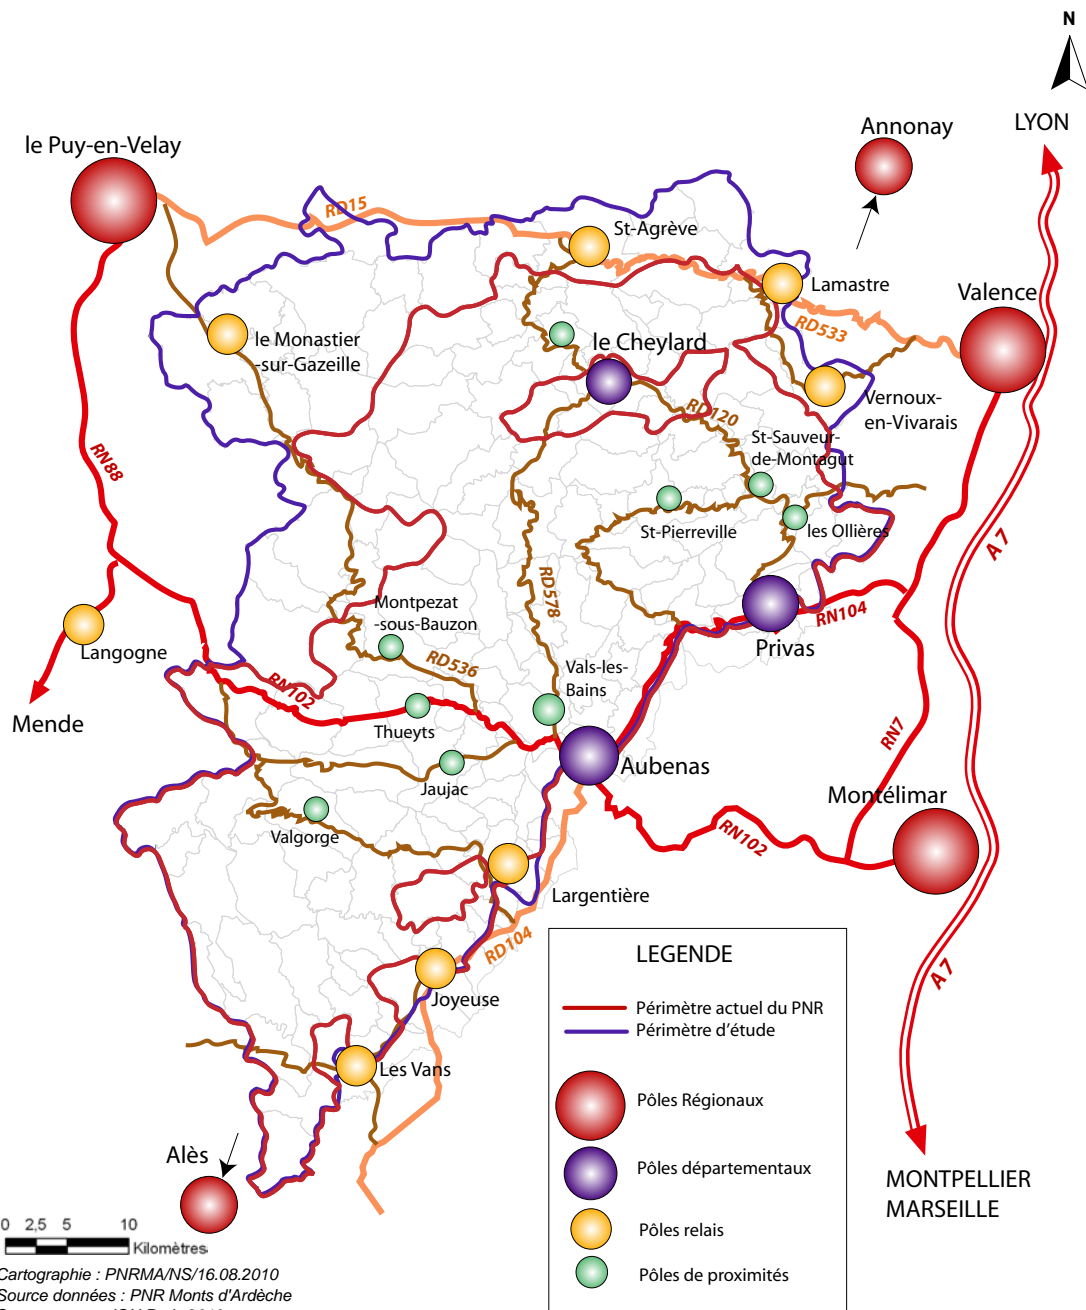 N
LYON
Annonay
le Puy-en-Velay
RD15
St-Agrève
Lamastre
Valence
RD533
le Monastier
-sur-Gazeille
le Cheylard
Vernoux-
en-Vivarais
RD120
St-Sauveur-
de-Montagut
RN88
St-Pierreville
les Ollières
A 7
RD578
Montpezat
-sous-Bauzon
RN104
Langogne
Privas
RD536
Vals-les-
Bains
RN102
Mende
Thueyts
RN7
Aubenas
Jaujac
Montélimar
Valgorge
RN102
Largentière
RD104
LEGENDE
A 7
Joyeuse
Périmètre actuel du PNR
Périmètre d'étude
Les Vans
Pôles Régionaux
Alès
Pôles départementaux
MONTPELLIER
MARSEILLE
Pôles relais
0 2,5 5 10
Kilomètres
Pôles de proximités
Cartographie : PNRMA/NS/16.08.2010
Source données : PNR Monts d'Ardèche